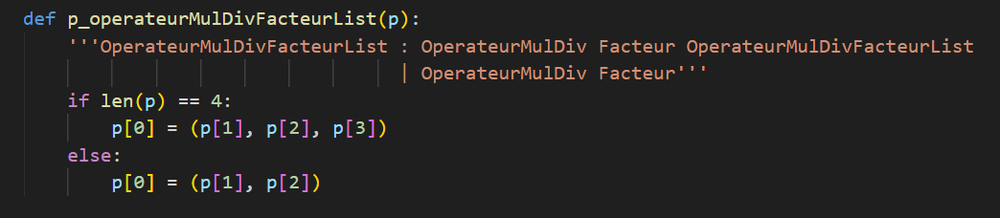 def p_operateurMulDivFacteurList(p):
    '''OperateurMulDivFacteurList : OperateurMulDiv Facteur OperateurMulDivFacteurList
                                  | OperateurMulDiv Facteur'''
    if len(p) == 4:
        p[0] = (p[1], p[2], p[3])
    else:
        p[0] = (p[1], p[2])